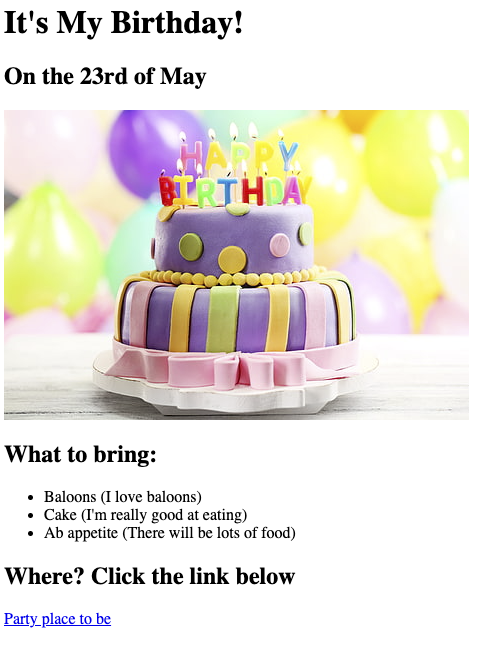 It's My Birthday!
On the 23rd of May
HAPPY
BIRTHDAY
What to bring:
• Baloons (I love baloons)
• Cake (I'm really good at eating)
• Ab appetite (There will be lots of food)
Where? Click the link below
Party place to be